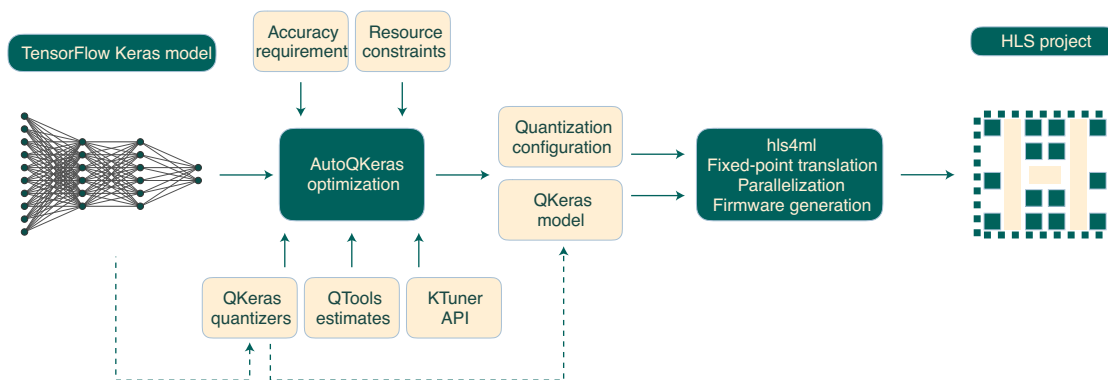 TensorFlow Keras model
Accuracy
requirement
Resource
constraints
HLS project
AutoQKeras
optimization
Quantization
configuration
QKeras
model
hls4ml
Fixed-point translation
Parallelization
Firmware generation
QKeras
quantizers
QTools
estimates
KTuner
API